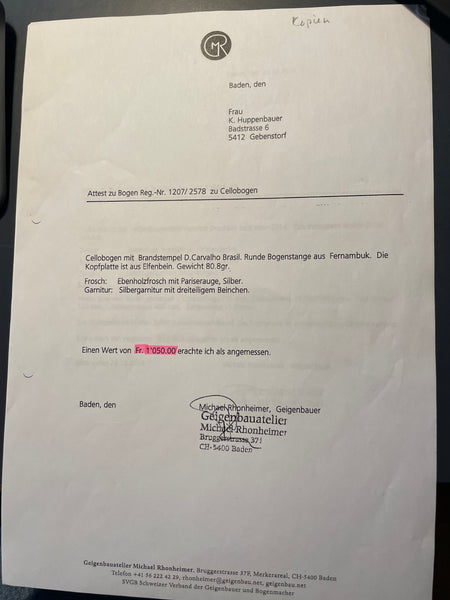 Kopien
GMR
Baden, den
Frau
K. Huppenbauer
Badstrasse 6
5412 Gebenstorf
Attest zu Bogen Reg.-Nr. 1207/ 2578 zu Cellobogen
Cellobogen mit Brandstempel D.Carvalho Brasil. Runde Bogenstange aus Fernambuk. Die
Kopfplatte ist aus Elfenbein. Gewicht 80.8gr.
Frosch: Ebenholzfrosch mit Pariserauge, Silber.
Garnitur: Silbergarnitur mit dreiteiligem Beinchen.
Einen Wert von Fr. 1'050.00 erachte ich als angemessen.
Baden, den
Michael Rhonheimer, Geigenbauer
Geigenbauatelier
Michael Rhonheimer
Bruggerstrasse 37f
CH-5400 Baden
Geigenbauatelier Michael Rhonheimer, Bruggerstrasse 37F, Merkerareal, CH-5400 Baden
Telefon +41 56 222 42 29, rhonheimer@geigenbau.net, geigenbau.net
SVGB Schweizer Verband der Geigenbauer und Bogenmacher